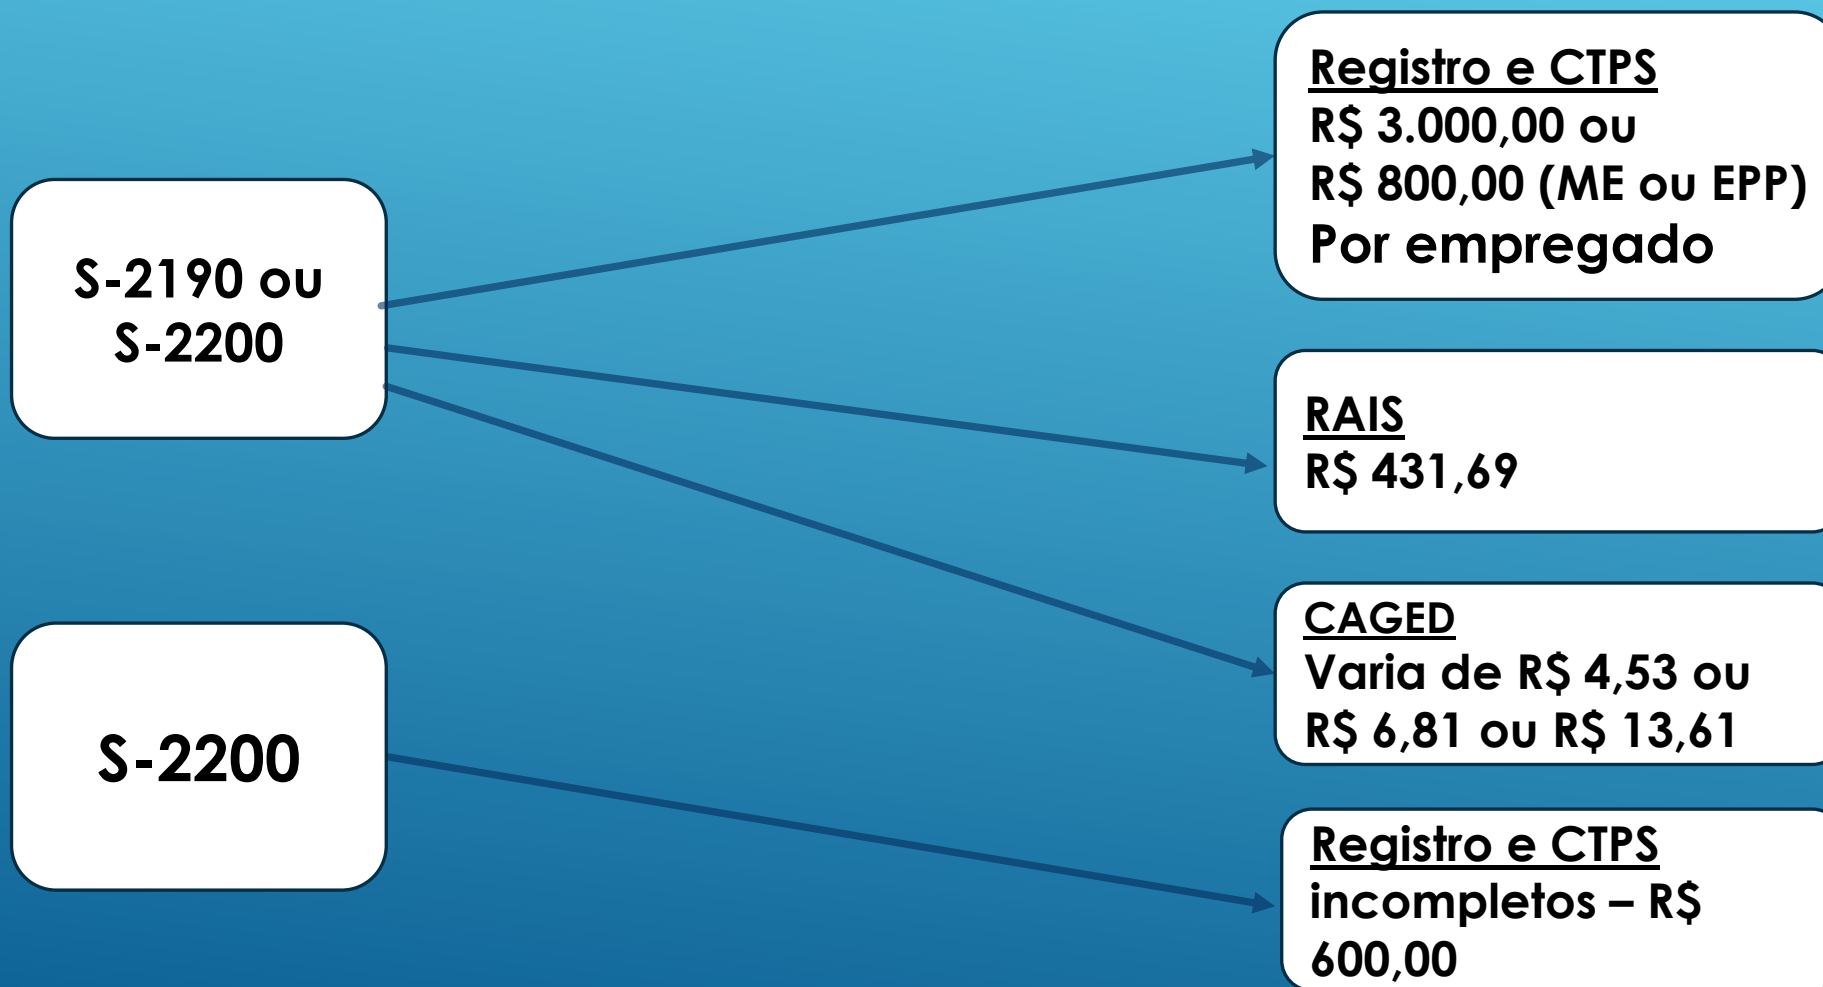 S-2190 ou
S-2200
S-2200
Registro e CTPS
R$ 3.000,00 ou
R$ 800,00 (ME ou EPP)
Por empregado
RAIS
R$ 431,69
CAGED
Varia de R$ 4,53 ou
R$ 6,81 ou R$ 13,61
Registro e CTPS
incompletos – R$
600,00